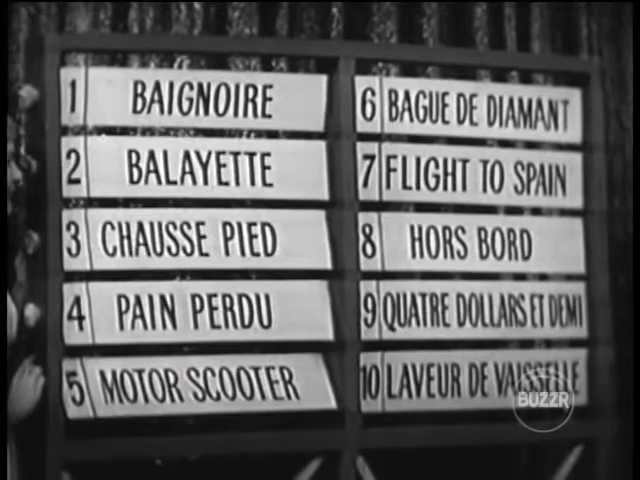 1 BAIGNOIRE
2 BALAYETTE
3 CHAUSSE PIED
4 PAIN PERDU
5 MOTOR SCOOTER
6 BAGUE DE DIAMANT
7 FLIGHT TO SPAIN
8 HORS BORD
9 QUATRE DOLLARS ET DEMI
10 LAVEUR DE VAISSELLE
BUZZR